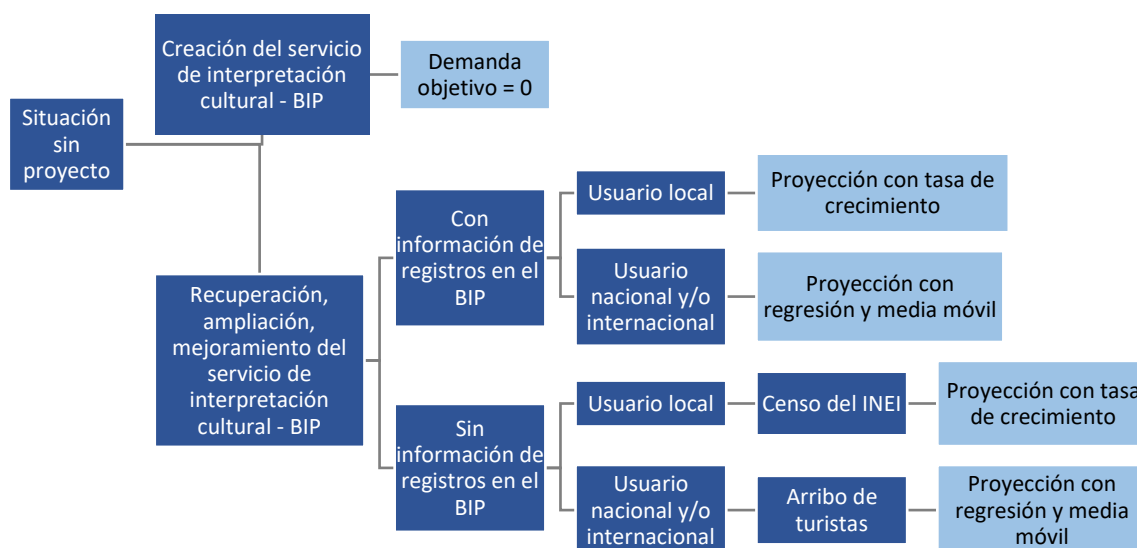 Situación
sin
proyecto
Creación del servicio
de interpretación
cultural - BIP
Demanda
objetivo = 0
Recuperación,
ampliación,
mejoramiento del
servicio de
interpretación
cultural - BIP
Con
información de
registros en el
BIP
Usuario local
Proyección con tasa de
crecimiento
Usuario
nacional y/o
internacional
Proyección con
regresión y media móvil
Sin
información de
registros en el
BIP
Usuario local
Censo del INEI
Proyección con tasa
de crecimiento
Usuario
nacional y/o
internacional
Arribo de
turistas
Proyección con
regresión y media
móvil